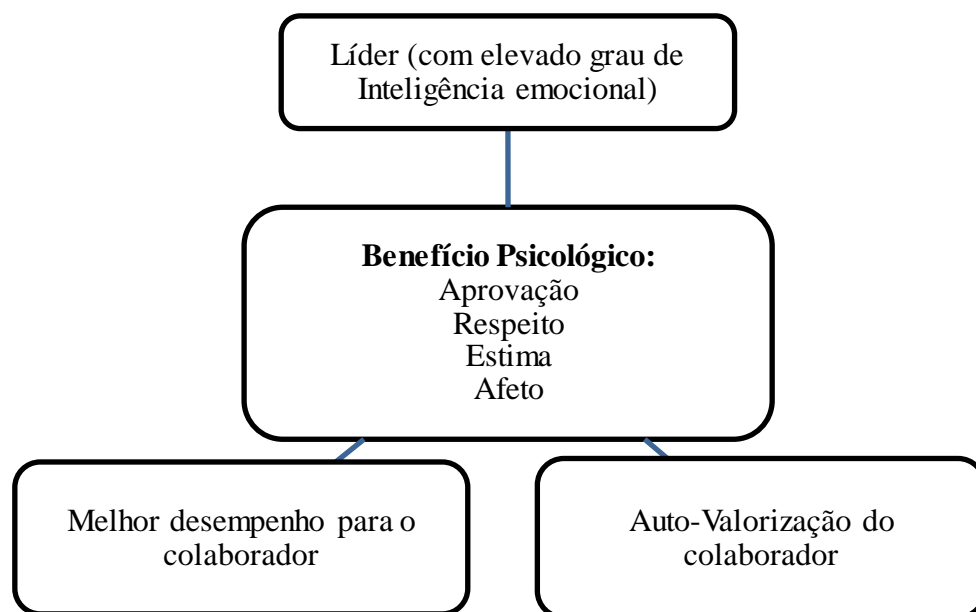 Líder (com elevado grau de
Inteligência emocional)
Benefício Psicológico:
Aprovação
Respeito
Estima
Afeto
Melhor desempenho para o
colaborador
Auto-Valorização do
colaborador